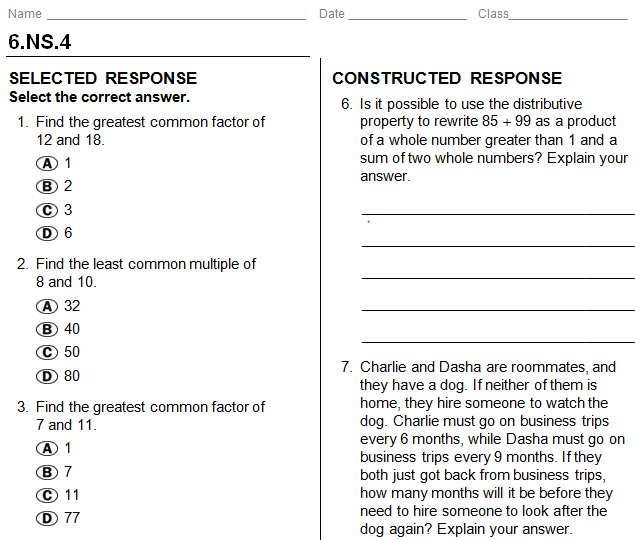 Name Date Class
6.NS.4
SELECTED RESPONSE
Select the correct answer.
1. Find the greatest common factor of
12 and 18.
A 1
B 2
C 3
D 6
2. Find the least common multiple of
8 and 10.
A 32
B 40
C 50
D 80
3. Find the greatest common factor of
7 and 11.
A 1
B 7
C 11
D 77
CONSTRUCTED RESPONSE
6. Is it possible to use the distributive
property to rewrite 85 + 99 as a product
of a whole number greater than 1 and a
sum of two whole numbers? Explain your
answer.
7. Charlie and Dasha are roommates, and
they have a dog. If neither of them is
home, they hire someone to watch the
dog. Charlie must go on business trips
every 6 months, while Dasha must go on
business trips every 9 months. If they
both just got back from business trips,
how many months will it be before they
need to hire someone to look after the
dog again? Explain your answer.